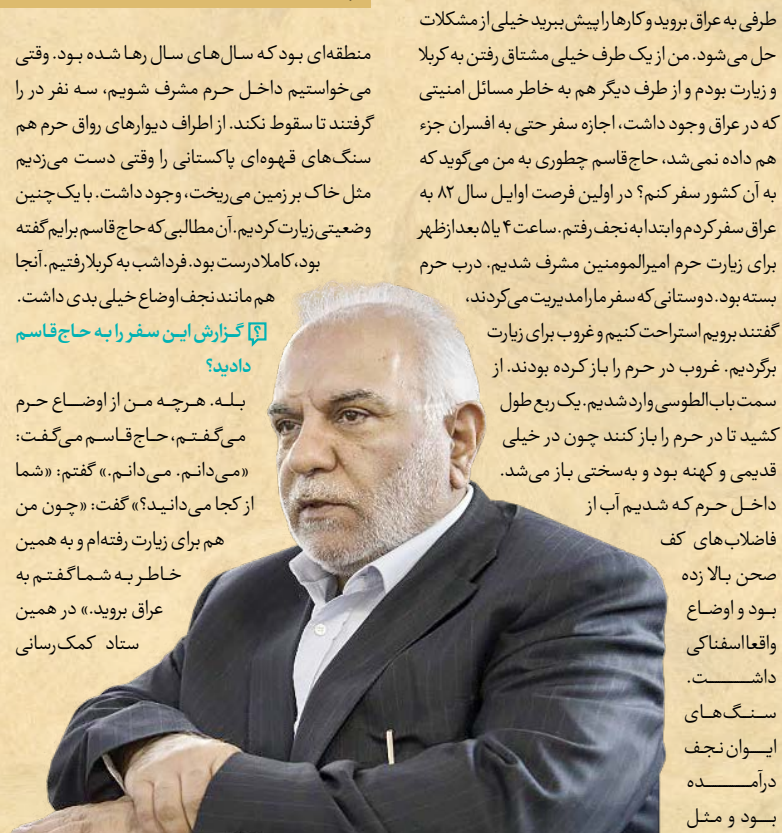 طرفی به عراق بروید و کارها را پیش ببرید خیلی از مشکلات
حل می‌شود. من از یک طرف خیلی مشتاق رفتن به کربلا
و زیارت بودم و از طرف دیگر هم به خاطر مسائل امنیتی
که در عراق وجود داشت، اجازه سفر حتی به افسران جزء
هم داده نمی‌شد، حاج‌قاسم چطوری به من می‌گوید که
به آن کشور سفر کنم؟ در اولین فرصت اوایل سال ۸۲ به
عراق سفر کردم و ابتدا به نجف رفتم. ساعت ۴ یا ۵ بعدازظهر
برای زیارت حرم امیرالمومنین مشرف شدیم. درب حرم
بسته بود. دوستانی که سفر ما را مدیریت می‌کردند،
گفتند برویم استراحت کنیم و غروب برای زیارت
برگردیم. غروب در حرم را باز کرده بودند. از
سمت باب‌الطوسی وارد شدیم. یک ربع طول
کشید تا در حرم را باز کنند چون در خیلی
قدیمی و کهنه بود و به‌سختی باز می‌شد.
داخل حرم که شدیم آب از
فاضلاب‌های کف
صحن بالا زده
بود و اوضاع
واقعا اسفناکی
داشت.
سنگ‌های
ایوان نجف
درآمده
بود و مثل
منطقه‌ای بود که سال‌های سال رها شده بود. وقتی
می‌خواستیم داخل حرم مشرف شویم، سه نفر در را
گرفتند تا سقوط نکند. از اطراف دیوارهای رواق حرم هم
سنگ‌های قهوه‌ای پاکستانی را وقتی دست می‌زدیم
مثل خاک بر زمین می‌ریخت، وجود داشت. با یک چنین
وضعیتی زیارت کردیم. آن مطالبی که حاج قاسم برایم گفته
بود، کاملا درست بود. فرداشب به کربلا رفتیم. آنجا
هم مانند نجف اوضاع خیلی بدی داشت.
؟ گزارش این سفر را به حاج‌قاسم
دادید؟
بله. هرچه من از اوضاع حرم
می‌گفتم، حاج‌قاسم می‌گفت:
«می‌دانم. می‌دانم.» گفتم: «شما
از کجا می‌دانید؟» گفت: «چون من
هم برای زیارت رفته‌ام و به همین
خاطر به شما گفتم به
عراق بروید.» در همین
ستاد کمک‌رسانی